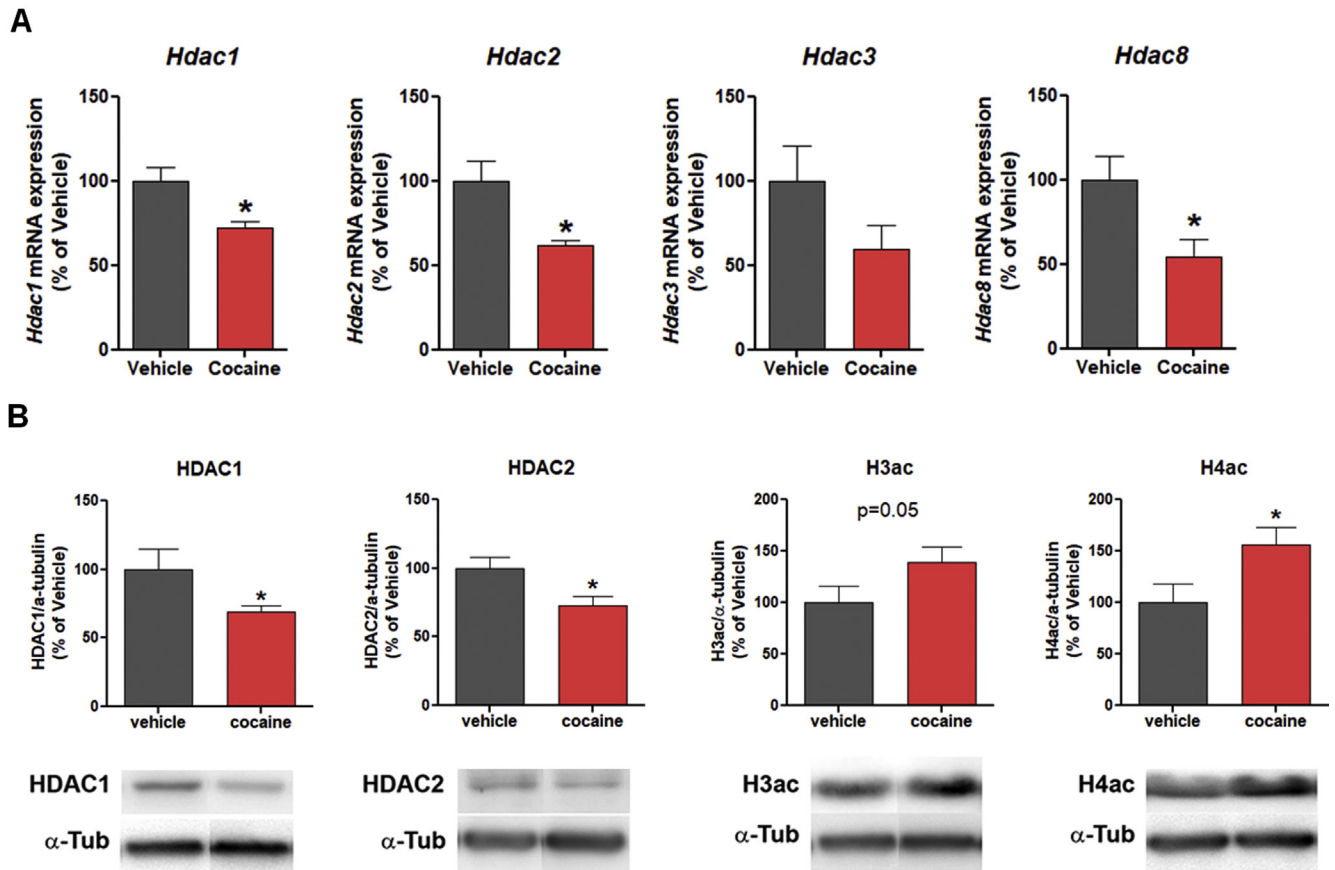 A
Hdac1
Hdac1 mRNA expression
(% of Vehicle)
150
100
50
0
*
Vehicle
Cocaine
Hdac2
Hdac2 mRNA expression
(% of Vehicle)
150
100
50
0
*
Vehicle
Cocaine
Hdac3
Hdac3 mRNA expression
(% of Vehicle)
150
100
50
0
Vehicle
Cocaine
Hdac8
Hdac8 mRNA expression
(% of Vehicle)
150
100
50
0
*
Vehicle
Cocaine
B
HDAC1
HDAC1/a-tubulin
(% of Vehicle)
150
100
50
0
*
vehicle
cocaine
HDAC2
HDAC22/a-tubulin
(% of Vehicle)
150
100
50
0
*
vehicle
cocaine
H3ac
H3ac/α-tubulin
(% of Vehicle)
200
150
100
50
0
p=0.05
vehicle
cocaine
H4ac
H4ac/a-tubulin
(% of Vehicle)
200
150
100
50
0
*
vehicle
cocaine
HDAC1
α-Tub
HDAC2
α-Tub
H3ac
α-Tub
H4ac
α-Tub